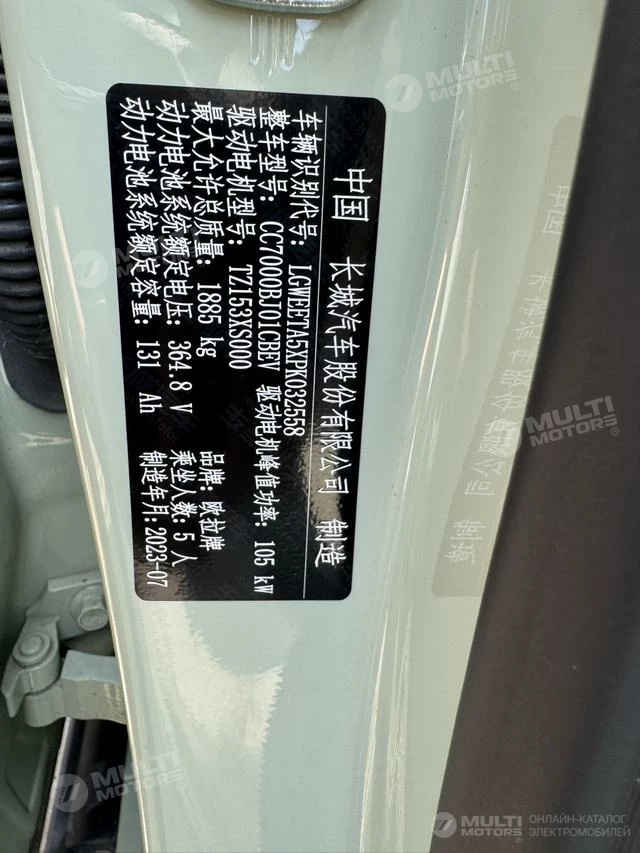 中国 长城汽车股份有限公司 制造
车辆识别代号: LGWEETA5XPK032558
整车型号: CC7000BJ01CBEV 驱动电机峰值功率: 105 kW
驱动电机型号: TZ153XS000
最大允许总质量: 1885 kg 品牌: 欧拉牌
动力电池系统额定电压: 364.8 V 乘坐人数: 5 人
动力电池系统额定容量: 131 Ah 制造年月: 2023-07
MULTI
MOTORS
MULTI
MOTORS
MULTI
MOTORS
MULTI
MOTORS
MULTI
MOTORS
ОНЛАЙН-КАТАЛОГ
ЭЛЕКТРОМОБИЛЕЙ